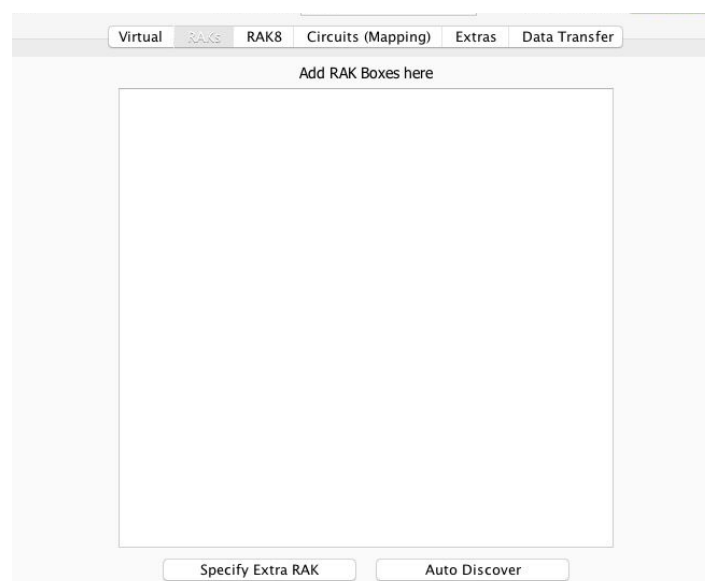 Virtual RAKs RAK8 Circuits (Mapping) Extras Data Transfer
Add RAK Boxes here
Specify Extra RAK Auto Discover